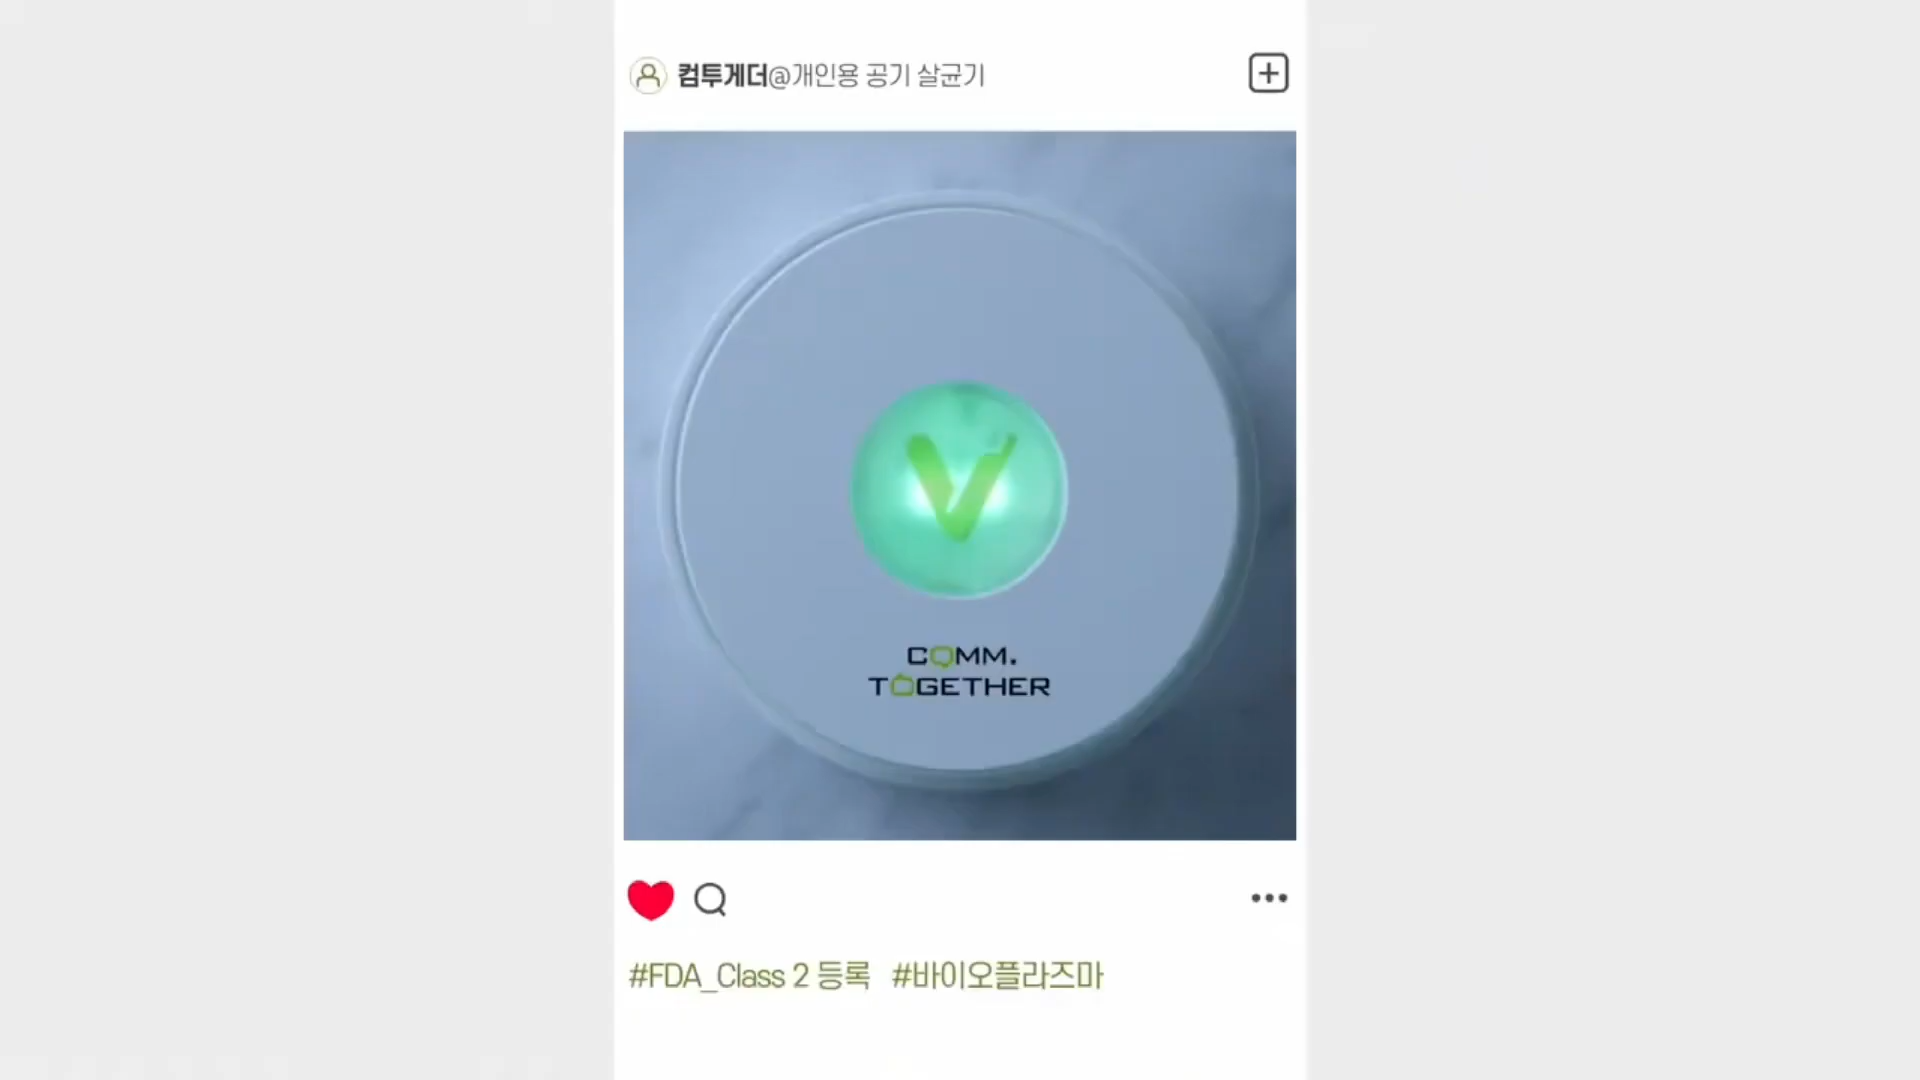 컴투게더@개인용 공기 살균기
V
COMM.
TOGETHER
#FDA_Class 2 등록 #바이오플라즈마